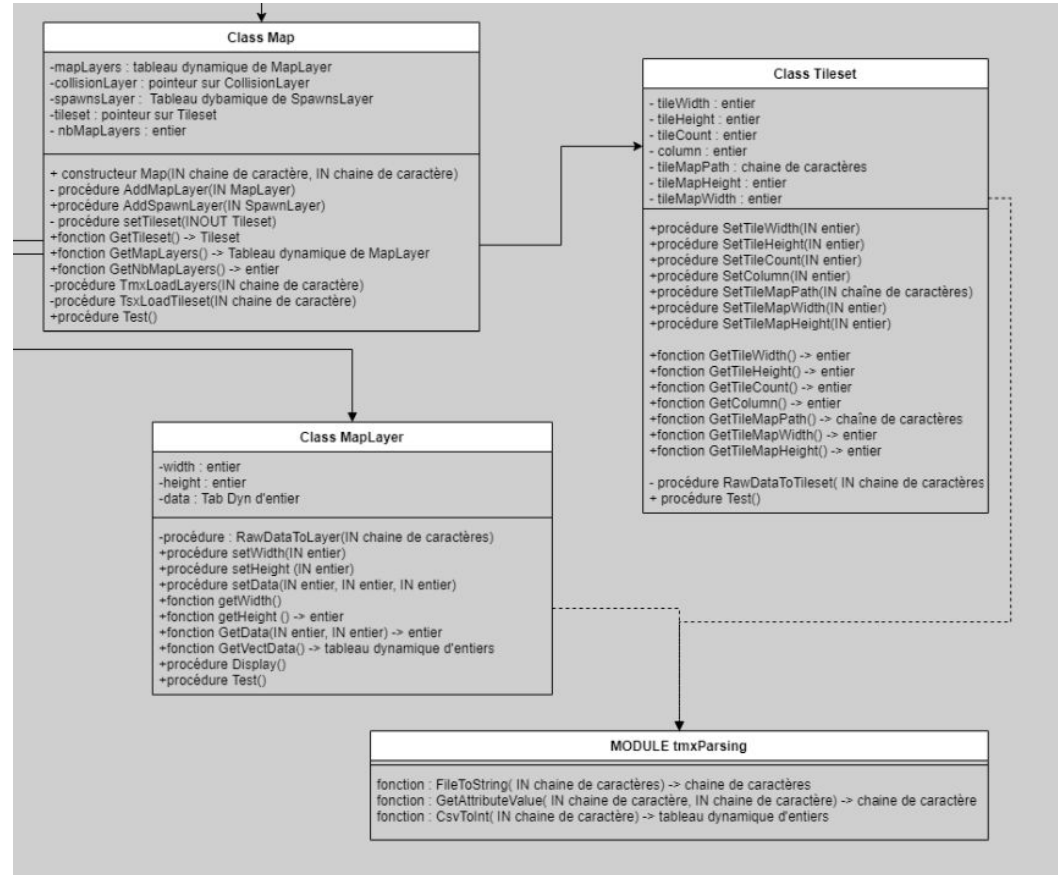 Class Map
-mapLayers : tableau dynamique de MapLayer
-collisionLayer : pointeur sur CollisionLayer
-spawnsLayer : Tableau dybamique de SpawnsLayer
-tileset : pointeur sur Tileset
- nbMapLayers : entier
+ constructeur Map(IN chaine de caractère, IN chaine de caractère)
- procédure AddMapLayer(IN MapLayer)
+procédure AddSpawnLayer(IN SpawnLayer)
- procédure setTileset(INOUT Tileset)
+fonction GetTileset() -> Tileset
+fonction GetMapLayers() -> Tableau dynamique de MapLayer
+fonction GetNbMapLayers() -> entier
-procédure TmxLoadLayers(IN chaine de caractère)
-procédure TsxLoadTileset(IN chaine de caractère)
+procédure Test()
Class Tileset
- tileWidth : entier
- tileHeight : entier
- tileCount : entier
- column : entier
- tileMapPath : chaine de caractères
- tileMapHeight : entier
- tileMapWidth : entier
+procédure SetTileWidth(IN entier)
+procédure SetTileHeight(IN entier)
+procédure SetTileCount(IN entier)
+procédure SetColumn(IN entier)
+procédure SetTileMapPath(IN chaîne de caractères)
+procédure SetTileMapWidth(IN entier)
+procédure SetTileMapHeight(IN entier)
+fonction GetTileWidth() -> entier
+fonction GetTileHeight() -> entier
+fonction GetTileCount() -> entier
+fonction GetColumn() -> entier
+fonction GetTileMapPath() -> chaîne de caractères
+fonction GetTileMapWidth() -> entier
+fonction GetTileMapHeight() -> entier
- procédure RawDataToTileset( IN chaine de caractères
+ procédure Test()
Class MapLayer
-width : entier
-height : entier
-data : Tab Dyn d'entier
-procédure : RawDataToLayer(IN chaine de caractères)
+procédure setWidth(IN entier)
+procédure setHeight (IN entier)
+procédure setData(IN entier, IN entier, IN entier)
+fonction getWidth()
+fonction getHeight () -> entier
+fonction GetData(IN entier, IN entier) -> entier
+fonction GetVectData() -> tableau dynamique d'entiers
+procédure Display()
+procédure Test()
MODULE tmxParsing
fonction : FileToString( IN chaine de caractères) -> chaine de caractères
fonction : GetAttributeValue( IN chaine de caractère, IN chaine de caractère) -> chaine de caractère
fonction : CsvToInt( IN chaine de caractère) -> tableau dynamique d'entiers